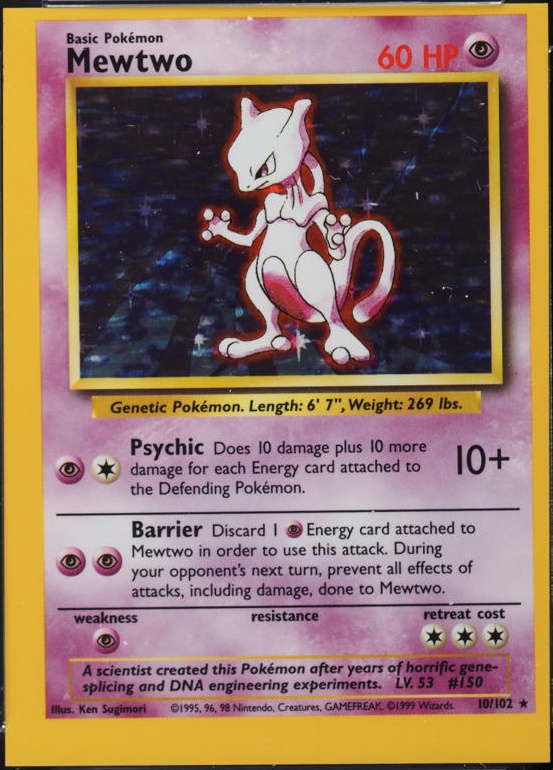 Basic Pokémon
Mewtwo
60 HP
Genetic Pokémon. Length: 6' 7", Weight: 269 lbs.
Psychic Does 10 damage plus 10 more
damage for each Energy card attached to
the Defending Pokémon.
10+
Barrier Discard 1 Energy card attached to
Mewtwo in order to use this attack. During
your opponent's next turn, prevent all effects of
attacks, including damage, done to Mewtwo.
weakness resistance retreat cost
A scientist created this Pokémon after years of horrific gene-
splicing and DNA engineering experiments. LV. 53 #150
Illus. Ken Sugimori ©1995, 96, 98 Nintendo, Creatures, GAMEFREAK. ©1999 Wizards. 10/102 ★